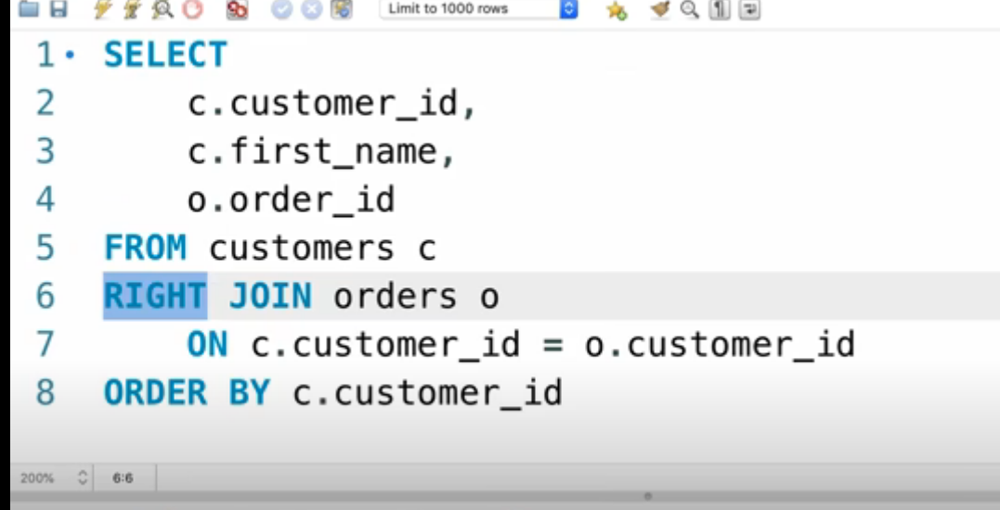 Limit to 1000 rows
1 SELECT
2 c.customer_id,
3 c.first_name,
4 o.order_id
5 FROM customers c
6 RIGHT JOIN orders o
7 ON c.customer_id = o.customer_id
8 ORDER BY c.customer_id
200% 6:6